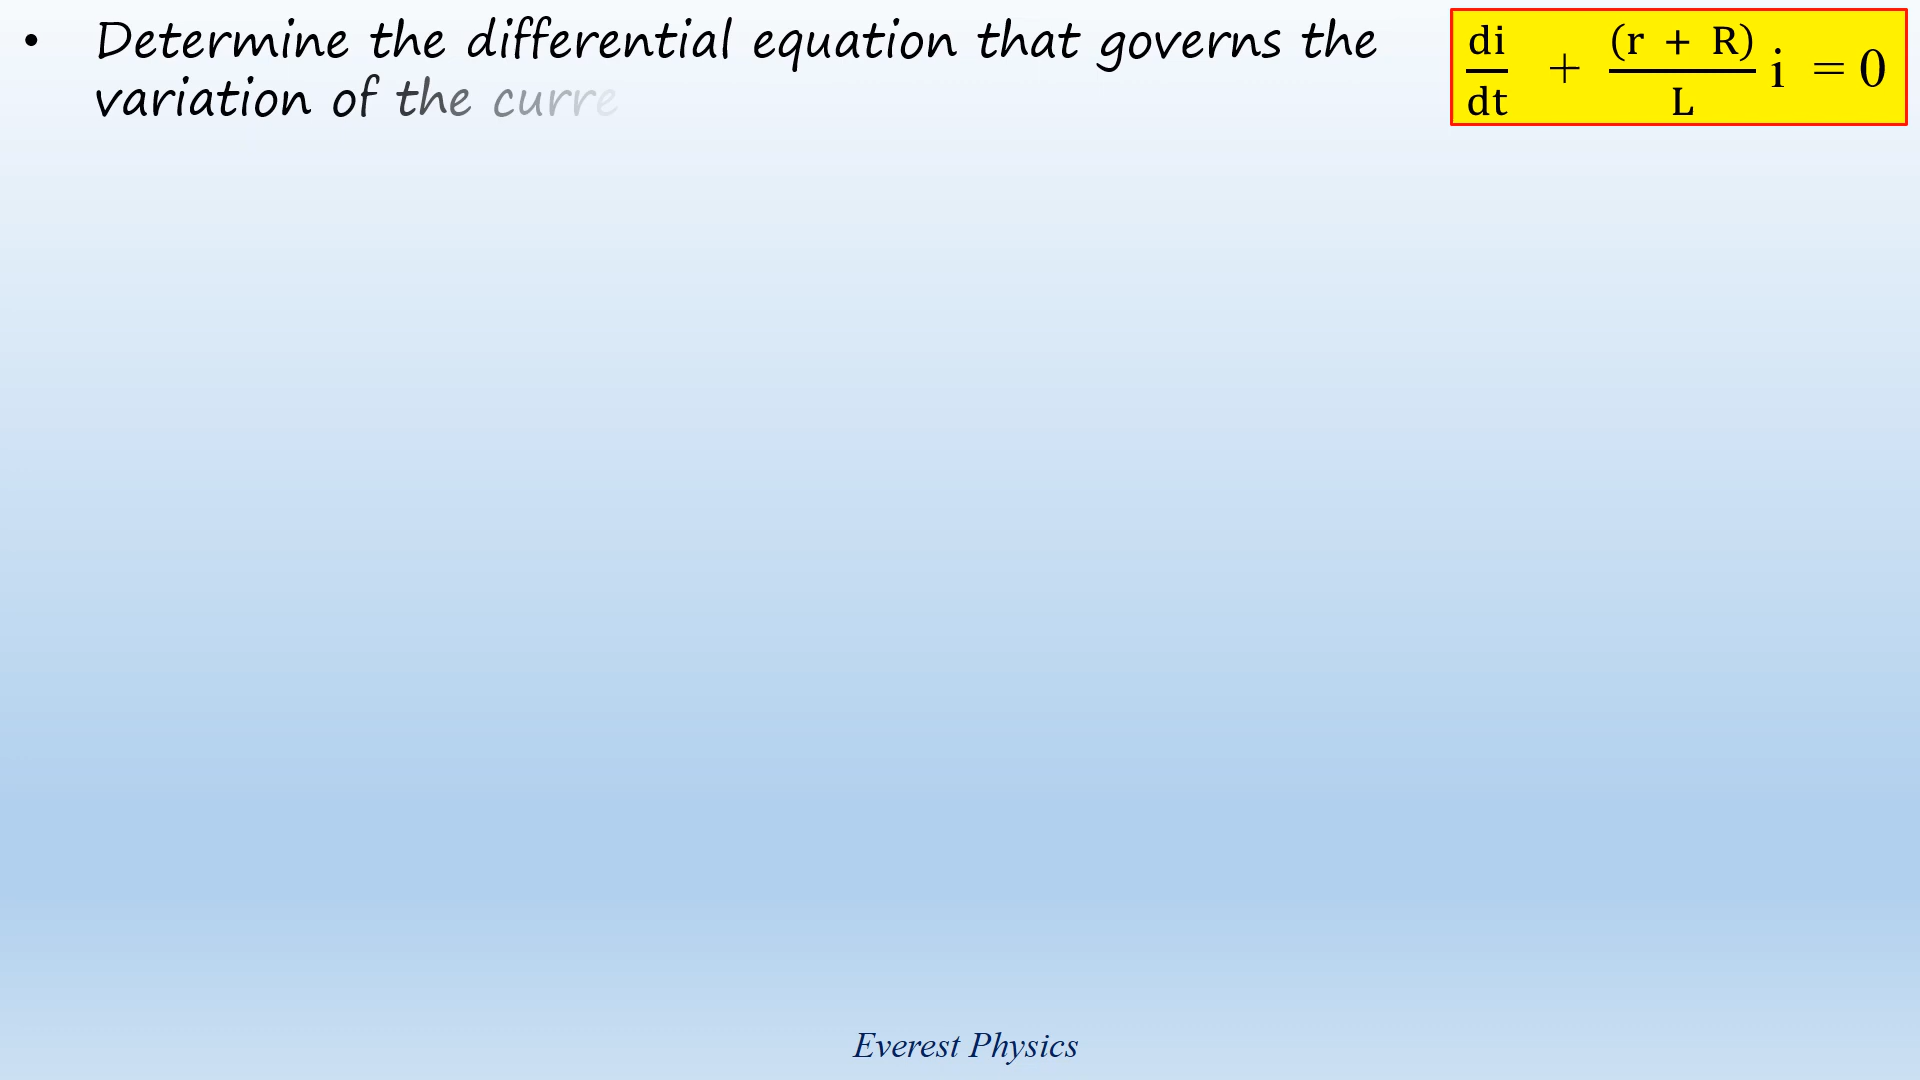 • Determine the differential equation that governs the
variation of the curre
di/dt + (r + R)/L i = 0
Everest Physics